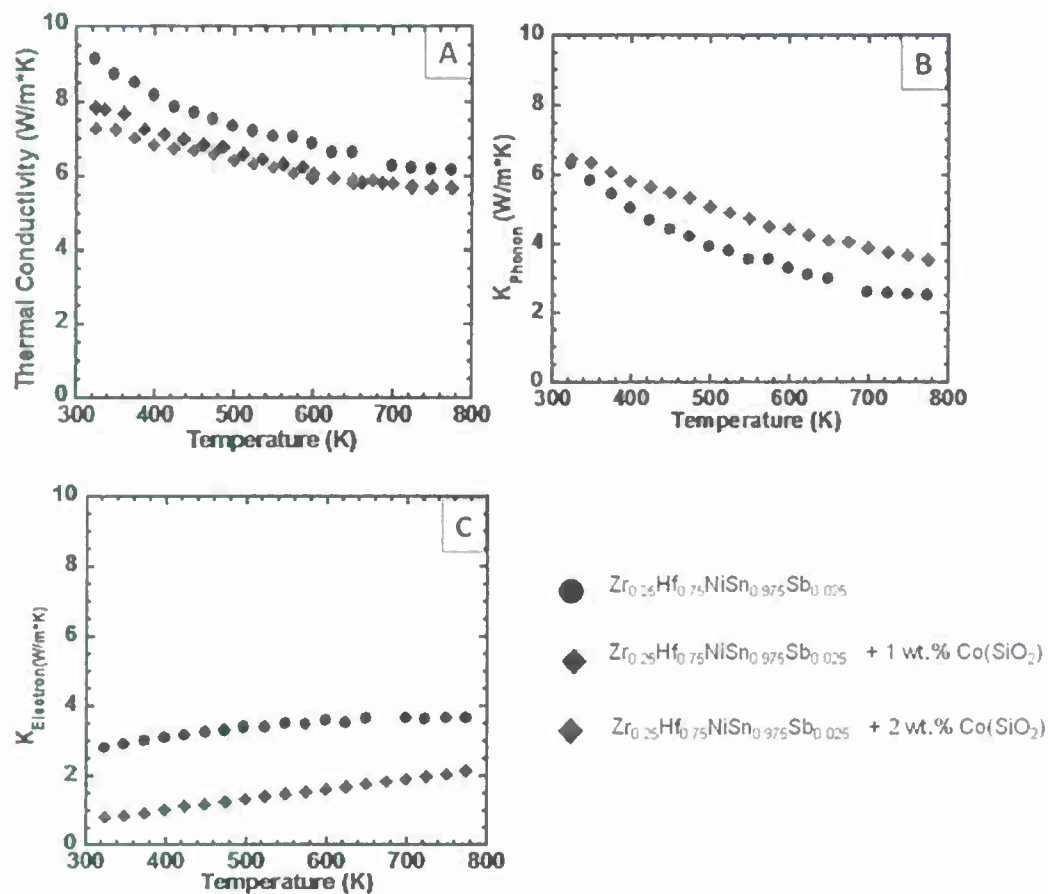 A
Thermal Conductivity (W/m*K)
10
8
6
4
2
0
300 400 500 600 700 800
Temperature (K)
B
K_Phonon (W/m*K)
10
8
6
4
2
0
300 400 500 600 700 800
Temperature (K)
C
K_Electron(W/m*K)
10
8
6
4
2
0
300 400 500 600 700 800
Temperature (K)
Zr0.25Hf0.75NiSn0.975Sb0.025
Zr0.25Hf0.75NiSn0.975Sb0.025 + 1 wt.% Co(SiO2)
Zr0.25Hf0.75NiSn0.975Sb0.025 + 2 wt.% Co(SiO2)